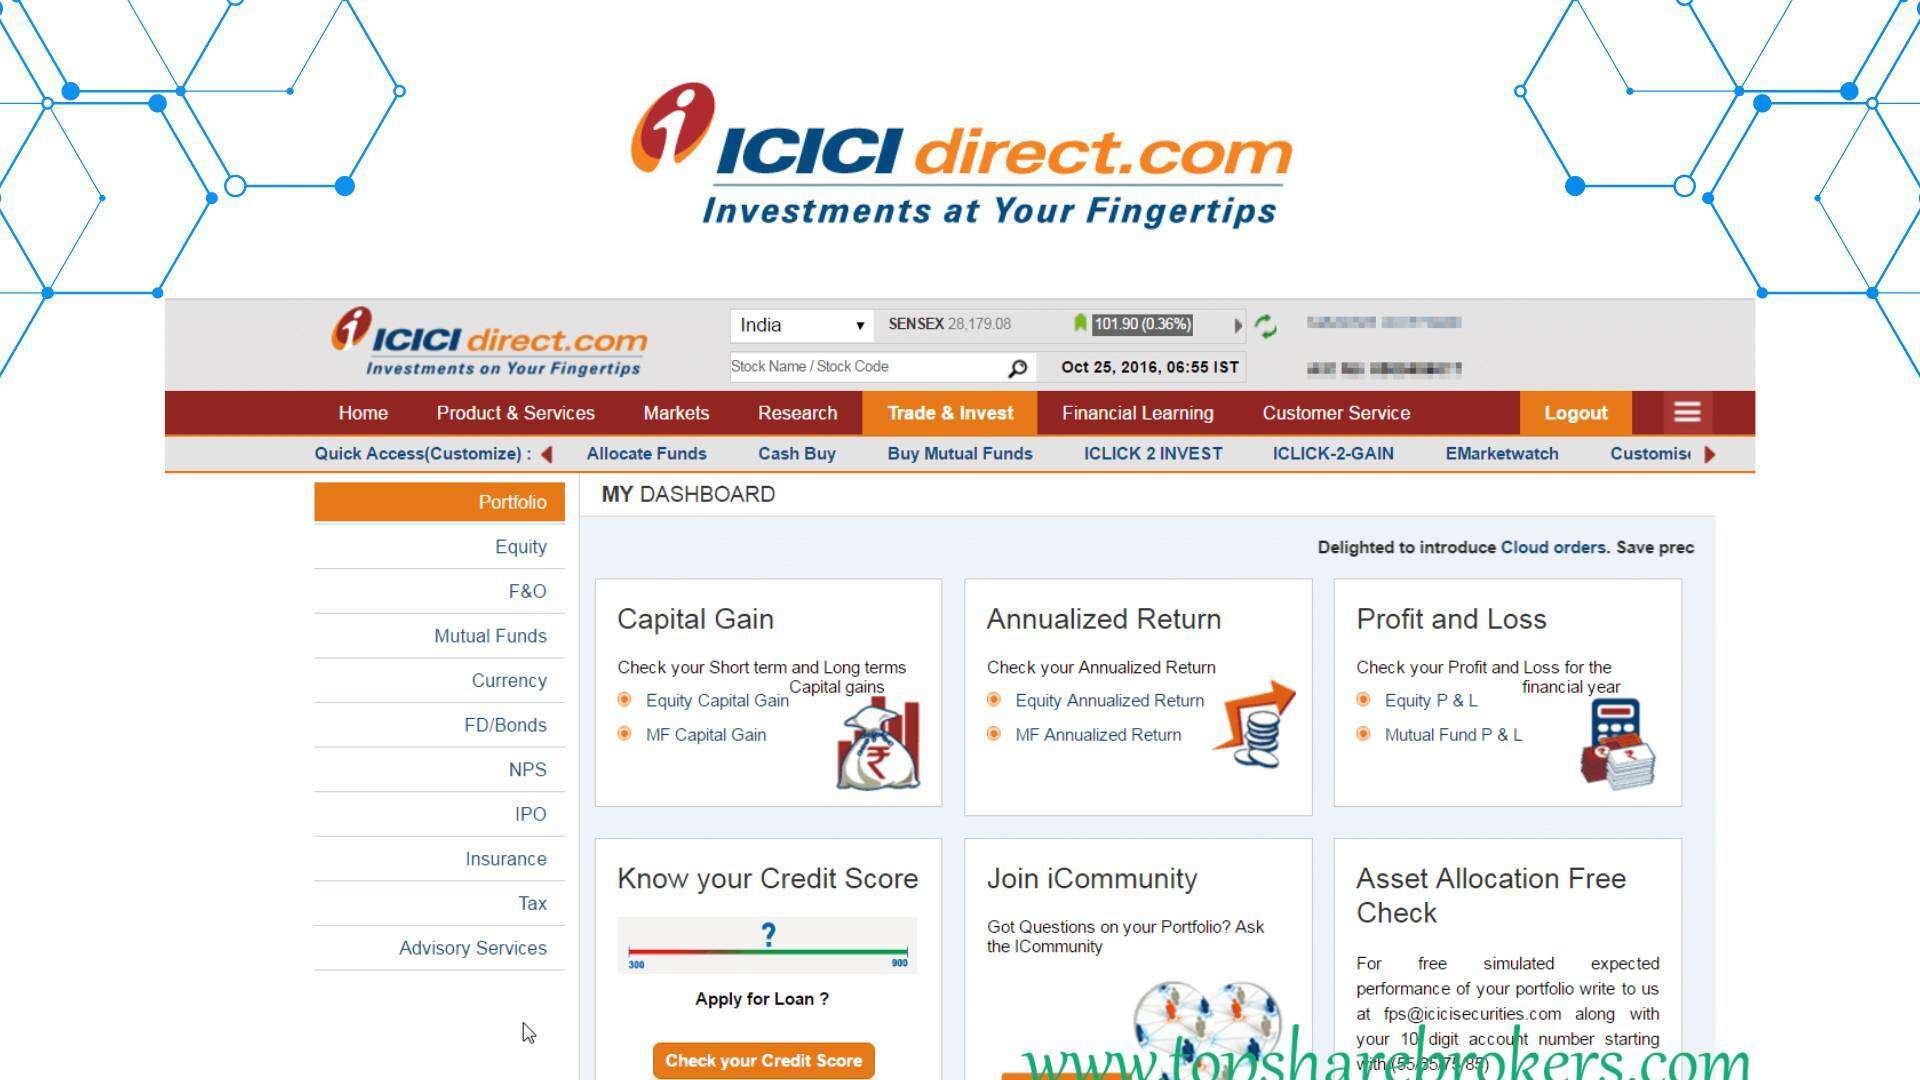 ICICI direct.com
Investments at Your Fingertips
ICICI direct.com
Investments on Your Fingertips
India
SENSEX 28,179.08
101.90 (0.36%)
Stock Name / Stock Code
Oct 25, 2016, 06:55 IST
Home Product & Services Markets Research Trade & Invest Financial Learning Customer Service Logout
Quick Access(Customize) : Allocate Funds Cash Buy Buy Mutual Funds ICLICK 2 INVEST ICLICK-2-GAIN EMarketwatch Customis
Portfolio
Equity
F&O
Mutual Funds
Currency
FD/Bonds
NPS
IPO
Insurance
Tax
Advisory Services
MY DASHBOARD
Delighted to introduce Cloud orders. Save prec
Capital Gain
Check your Short term and Long terms
Capital gains
Equity Capital Gain
MF Capital Gain
Annualized Return
Check your Annualized Return
Equity Annualized Return
MF Annualized Return
Profit and Loss
Check your Profit and Loss for the
financial year
Equity P & L
Mutual Fund P & L
Know your Credit Score
?
300 900
Apply for Loan ?
Check your Credit Score
Join iCommunity
Got Questions on your Portfolio? Ask
the ICommunity
Asset Allocation Free
Check
For free simulated expected
performance of your portfolio write to us
at fps@icicisecurities.com along with
your 10 digit account number starting
with
www.topsharebrokers.com